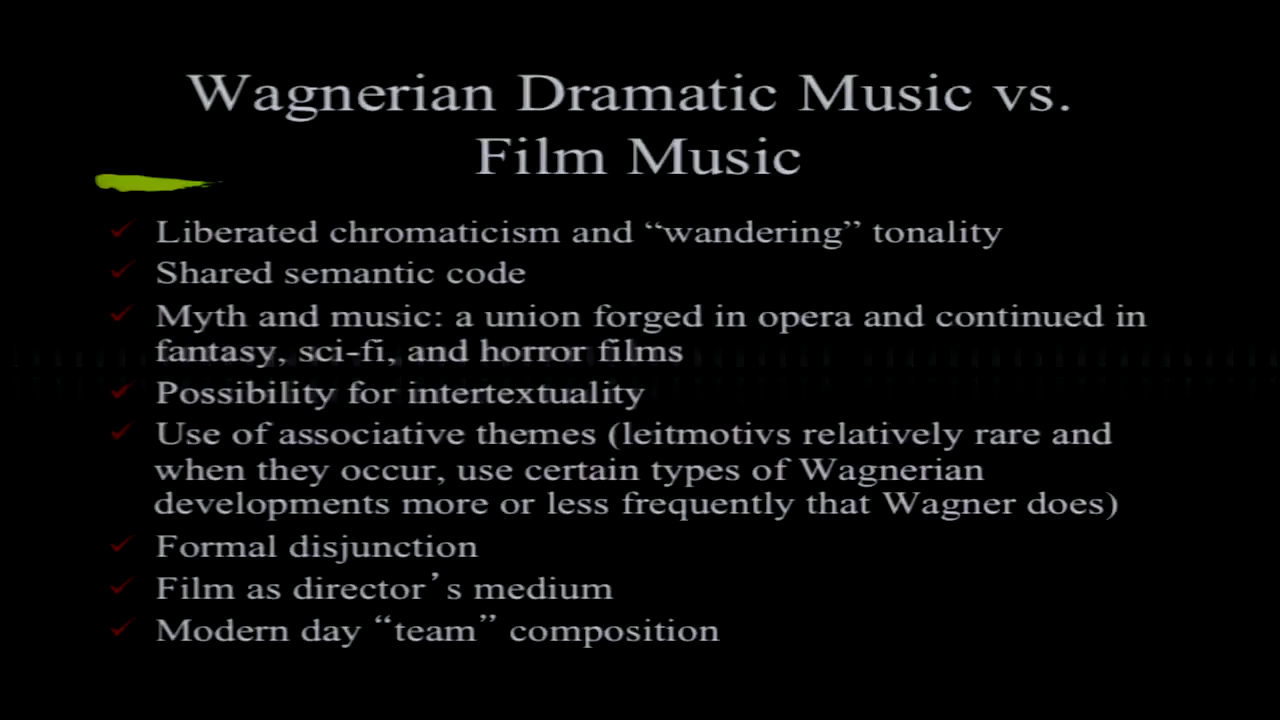 Wagnerian Dramatic Music vs.
Film Music
Liberated chromaticism and “wandering” tonality
Shared semantic code
Myth and music: a union forged in opera and continued in
fantasy, sci-fi, and horror films
Possibility for intertextuality
Use of associative themes (leitmotivs relatively rare and
when they occur, use certain types of Wagnerian
developments more or less frequently that Wagner does)
Formal disjunction
Film as director’s medium
Modern day “team” composition